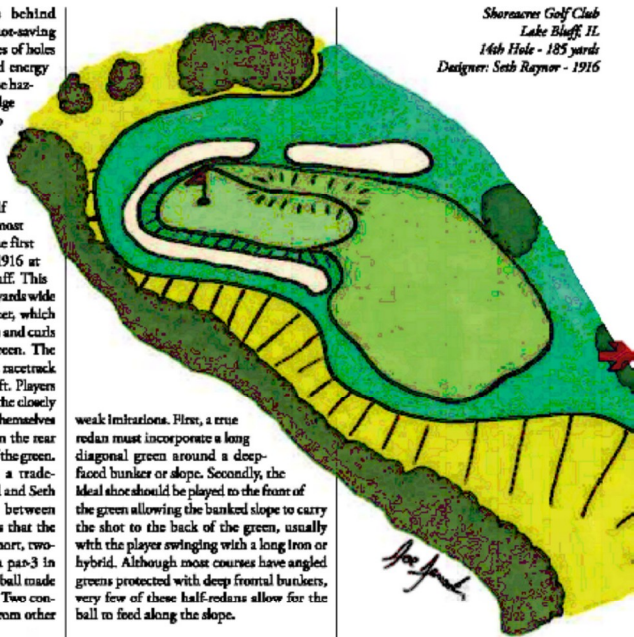 behind
ot-saving
es of holes
d energy
e haz-
lge
lf
most
e first
1916 at
uff. This
yards wide
er, which
and curls
een. The
racetrack
ft. Players
the closely
hemselves
n the rear
the green.
a trade-
l and Seth
between
s that the
hort, two-
a par-3 in
ball made
Two con-
rom other
weak imitations. First, a true
redan must incorporate a long
diagonal green around a deep-
faced bunker or slope. Secondly, the
ideal shot should be played to the front of
the green allowing the banked slope to carry
the shot to the back of the green, usually
with the player swinging with a long iron or
hybrid. Although most courses have angled
greens protected with deep frontal bunkers,
very few of these half-redans allow for the
ball to feed along the slope.
Shoreacres Golf Club
Lake Bluff, IL
14th Hole - 185 yards
Designer: Seth Raynor - 1916